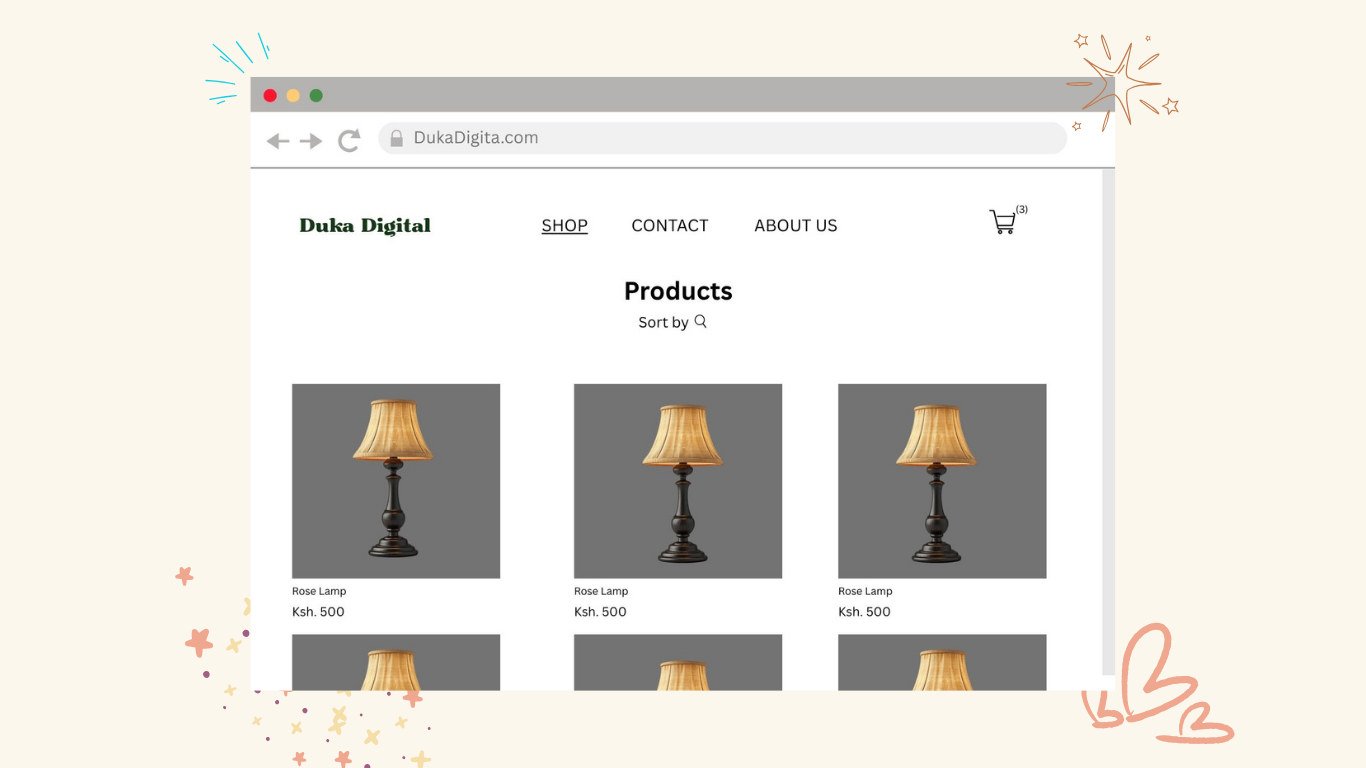 DukaDigita.com
Duka Digital
SHOP CONTACT ABOUT US
(3)
Products
Sort by
Rose Lamp Rose Lamp Rose Lamp
Ksh. 500 Ksh. 500 Ksh. 500